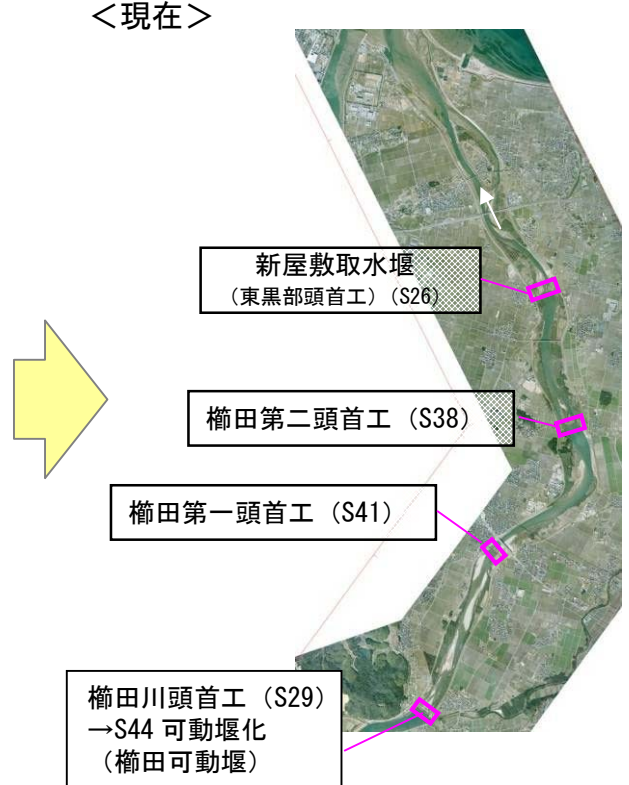 ＜現在＞
新屋敷取水堰
（東黒部頭首工）（S26）
櫛田第二頭首工（S38）
櫛田第一頭首工（S41）
櫛田川頭首工（S29）
→S44 可動堰化
（櫛田可動堰）